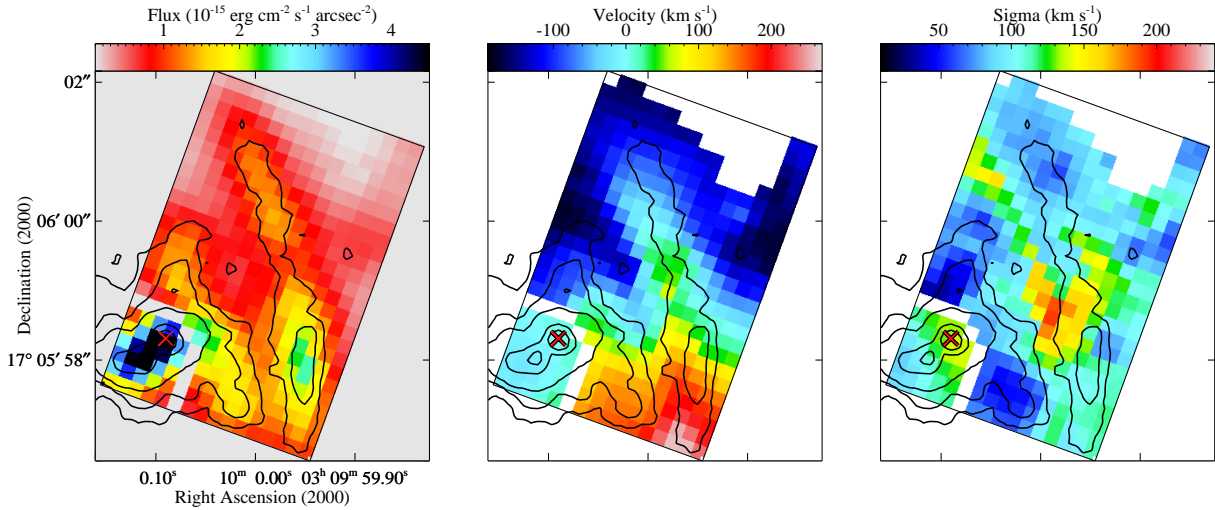 Flux (10⁻¹⁵ erg cm⁻² s⁻¹ arcsec⁻²)
1 2 3 4
Velocity (km s⁻¹)
-100 0 100 200
Sigma (km s⁻¹)
50 100 150 200
02″
06′ 00″
17° 05′ 58″
Declination (2000)
0.10ˢ 10ᵐ 0.00ˢ 03ʰ 09ᵐ 59.90ˢ
Right Ascension (2000)